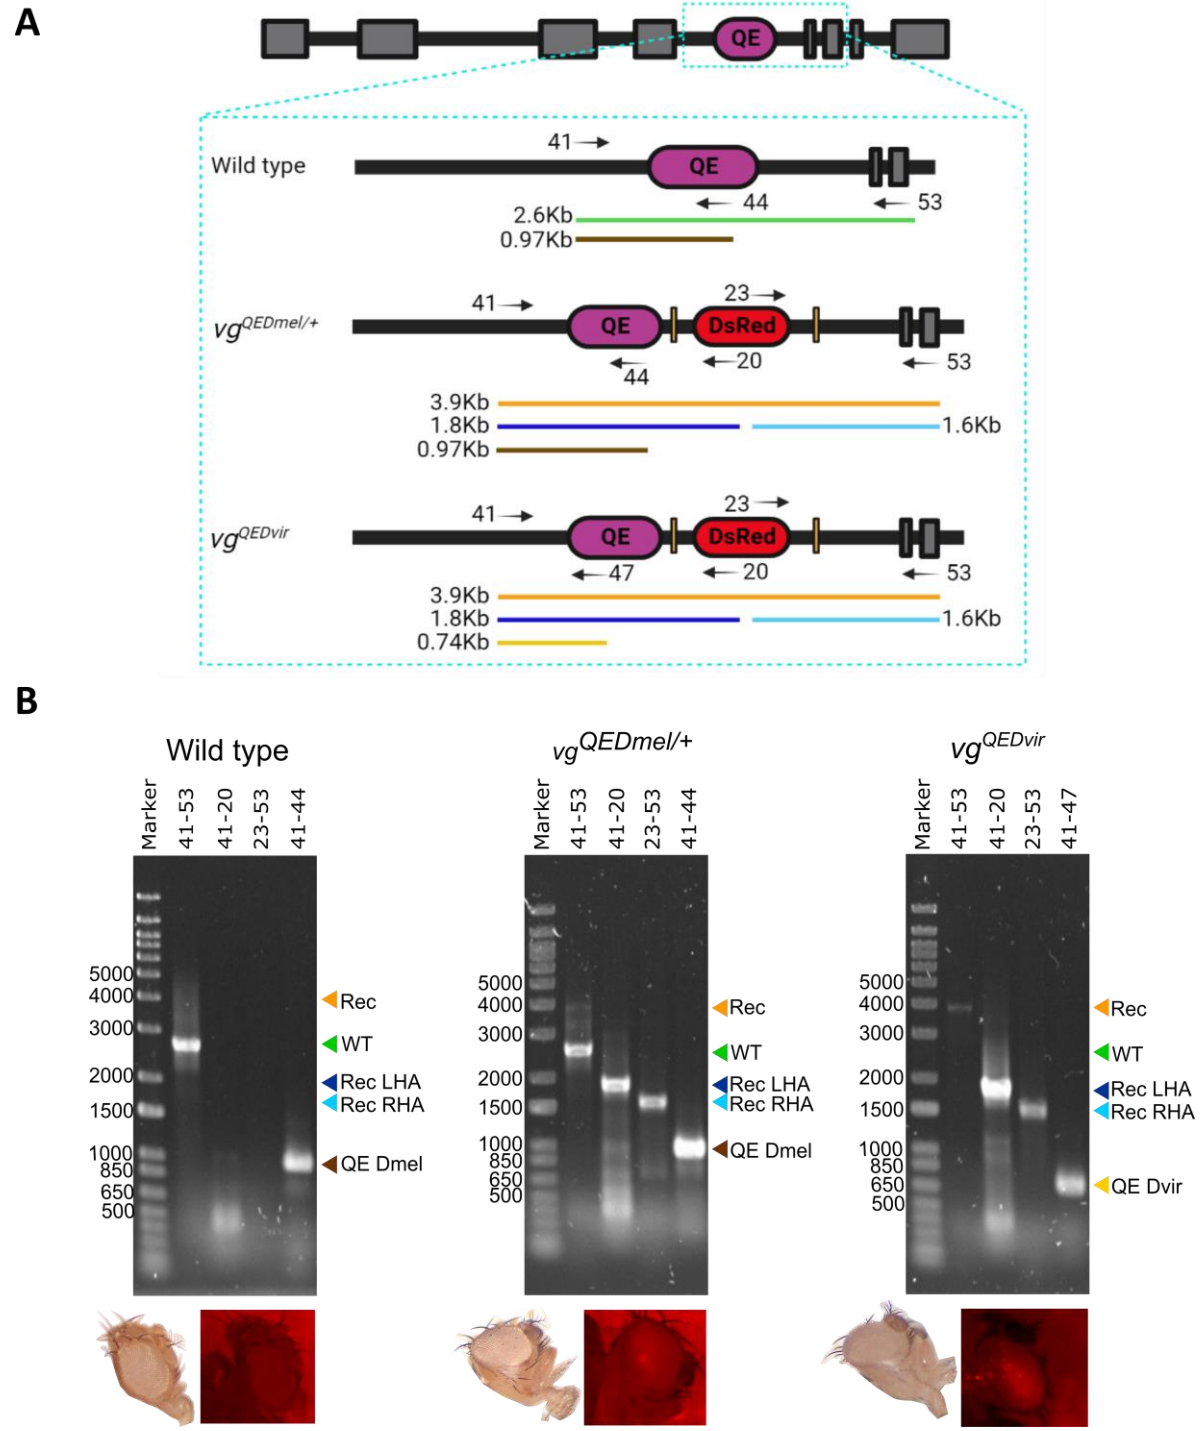 A
QE
Wild type
41
QE
44
53
2.6Kb
0.97Kb
vgQEDmel/+
41
23
QE
DsRed
44
20
53
3.9Kb
1.8Kb
1.6Kb
0.97Kb
vgQEDvir
41
23
QE
DsRed
47
20
53
3.9Kb
1.8Kb
1.6Kb
0.74Kb
B
Wild type
Marker
41-53
41-20
23-53
41-44
5000
4000
3000
2000
1500
1000
850
650
500
Rec
WT
Rec LHA
Rec RHA
QE Dmel
vgQEDmel/+
Marker
41-53
41-20
23-53
41-44
5000
4000
3000
2000
1500
1000
850
650
500
Rec
WT
Rec LHA
Rec RHA
QE Dmel
vgQEDvir
Marker
41-53
41-20
23-53
41-47
5000
4000
3000
2000
1500
1000
850
650
500
Rec
WT
Rec LHA
Rec RHA
QE Dvir